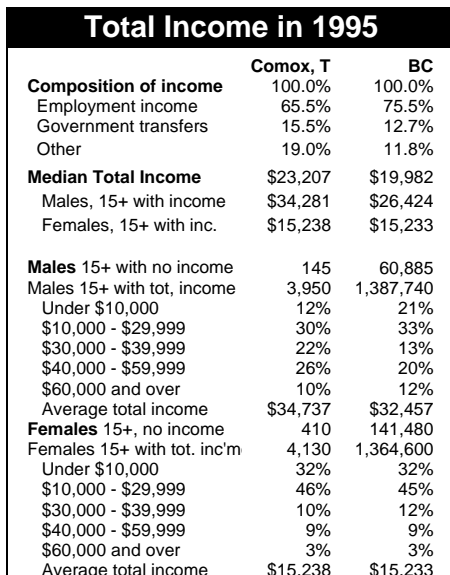 Total Income in 1995
Comox, T BC
Composition of income 100.0% 100.0%
Employment income 65.5% 75.5%
Government transfers 15.5% 12.7%
Other 19.0% 11.8%
Median Total Income $23,207 $19,982
Males, 15+ with income $34,281 $26,424
Females, 15+ with inc. $15,238 $15,233
Males 15+ with no income 145 60,885
Males 15+ with tot, income 3,950 1,387,740
Under $10,000 12% 21%
$10,000 - $29,999 30% 33%
$30,000 - $39,999 22% 13%
$40,000 - $59,999 26% 20%
$60,000 and over 10% 12%
Average total income $34,737 $32,457
Females 15+, no income 410 141,480
Females 15+ with tot. inc'm 4,130 1,364,600
Under $10,000 32% 32%
$10,000 - $29,999 46% 45%
$30,000 - $39,999 10% 12%
$40,000 - $59,999 9% 9%
$60,000 and over 3% 3%
Average total income $15,238 $15,233